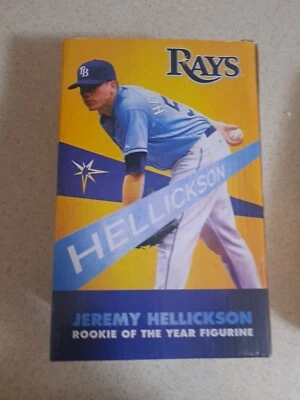 RAYS
TB
HELLICKSON
JEREMY HELLICKSON
ROOKIE OF THE YEAR FIGURINE